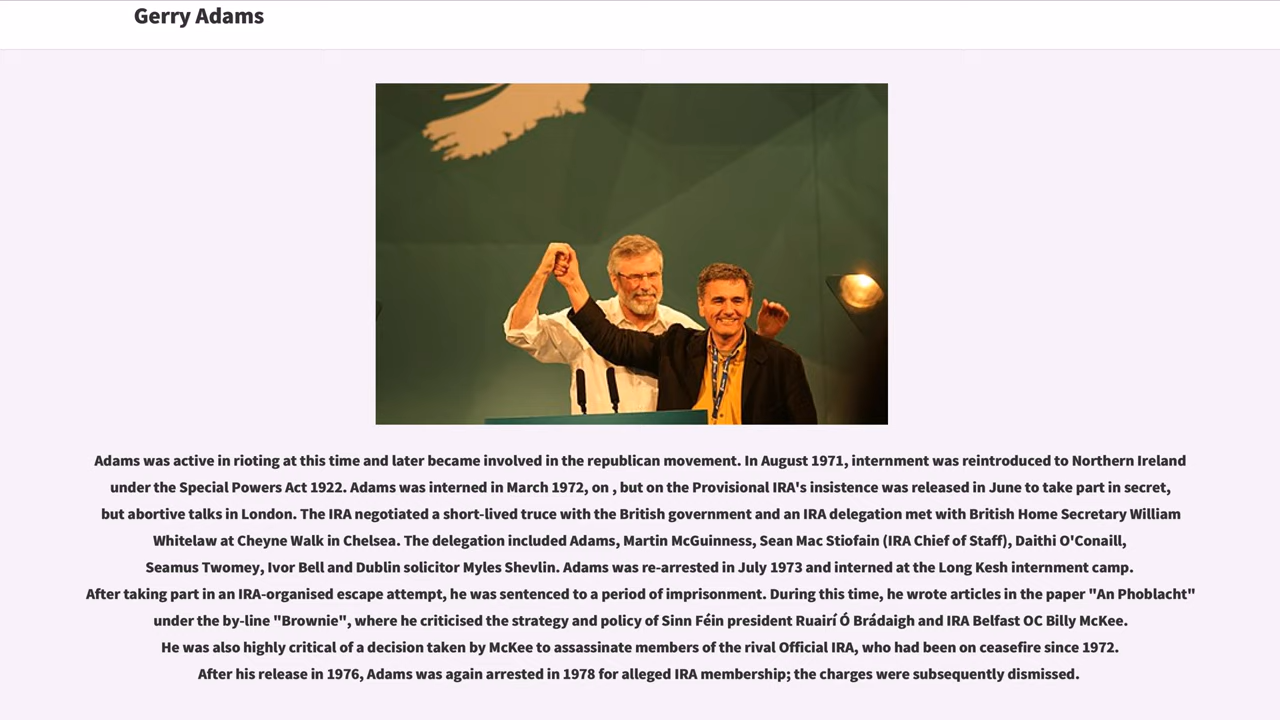 Gerry Adams
Adams was active in rioting at this time and later became involved in the republican movement. In August 1971, internment was reintroduced to Northern Ireland
under the Special Powers Act 1922. Adams was interned in March 1972, on , but on the Provisional IRA's insistence was released in June to take part in secret,
but abortive talks in London. The IRA negotiated a short-lived truce with the British government and an IRA delegation met with British Home Secretary William
Whitelaw at Cheyne Walk in Chelsea. The delegation included Adams, Martin McGuinness, Sean Mac Stiofain (IRA Chief of Staff), Daithi O'Conaill,
Seamus Twomey, Ivor Bell and Dublin solicitor Myles Shevlin. Adams was re-arrested in July 1973 and interned at the Long Kesh internment camp.
After taking part in an IRA-organised escape attempt, he was sentenced to a period of imprisonment. During this time, he wrote articles in the paper "An Phoblacht"
under the by-line "Brownie", where he criticised the strategy and policy of Sinn Féin president Ruairí Ó Brádaigh and IRA Belfast OC Billy McKee.
He was also highly critical of a decision taken by McKee to assassinate members of the rival Official IRA, who had been on ceasefire since 1972.
After his release in 1976, Adams was again arrested in 1978 for alleged IRA membership; the charges were subsequently dismissed.